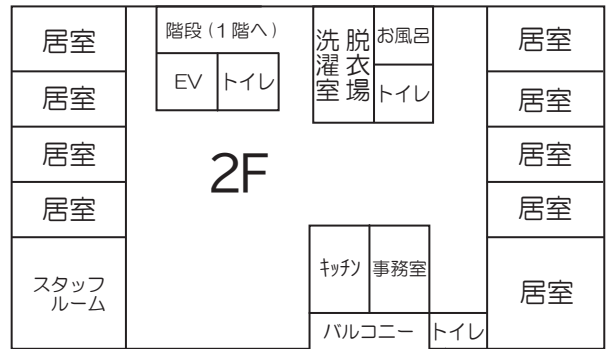 居室
居室
居室
居室
スタッフ
ルーム
階段(1階へ)
EV
トイレ
2F
洗濯室
脱衣場
お風呂
トイレ
キッチン
事務室
バルコニー
トイレ
居室
居室
居室
居室
居室